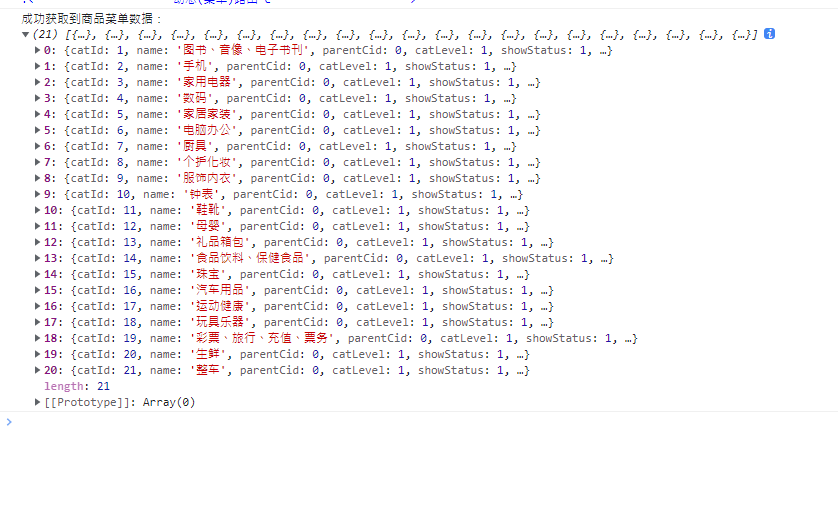 成功获取到商品菜单数据：
(21) [{…}, {…}, {…}, {…}, {…}, {…}, {…}, {…}, {…}, {…}, {…}, {…}, {…}, {…}, {…}, {…}, {…}, {…}, {…}, {…}, {…}]
0: {catId: 1, name: '图书、音像、电子书刊', parentCid: 0, catLevel: 1, showStatus: 1, …}
1: {catId: 2, name: '手机', parentCid: 0, catLevel: 1, showStatus: 1, …}
2: {catId: 3, name: '家用电器', parentCid: 0, catLevel: 1, showStatus: 1, …}
3: {catId: 4, name: '数码', parentCid: 0, catLevel: 1, showStatus: 1, …}
4: {catId: 5, name: '家居家装', parentCid: 0, catLevel: 1, showStatus: 1, …}
5: {catId: 6, name: '电脑办公', parentCid: 0, catLevel: 1, showStatus: 1, …}
6: {catId: 7, name: '厨具', parentCid: 0, catLevel: 1, showStatus: 1, …}
7: {catId: 8, name: '个护化妆', parentCid: 0, catLevel: 1, showStatus: 1, …}
8: {catId: 9, name: '服饰内衣', parentCid: 0, catLevel: 1, showStatus: 1, …}
9: {catId: 10, name: '钟表', parentCid: 0, catLevel: 1, showStatus: 1, …}
10: {catId: 11, name: '鞋靴', parentCid: 0, catLevel: 1, showStatus: 1, …}
11: {catId: 12, name: '母婴', parentCid: 0, catLevel: 1, showStatus: 1, …}
12: {catId: 13, name: '礼品箱包', parentCid: 0, catLevel: 1, showStatus: 1, …}
13: {catId: 14, name: '食品饮料、保健食品', parentCid: 0, catLevel: 1, showStatus: 1, …}
14: {catId: 15, name: '珠宝', parentCid: 0, catLevel: 1, showStatus: 1, …}
15: {catId: 16, name: '汽车用品', parentCid: 0, catLevel: 1, showStatus: 1, …}
16: {catId: 17, name: '运动健康', parentCid: 0, catLevel: 1, showStatus: 1, …}
17: {catId: 18, name: '玩具乐器', parentCid: 0, catLevel: 1, showStatus: 1, …}
18: {catId: 19, name: '彩票、旅行、充值、票务', parentCid: 0, catLevel: 1, showStatus: 1, …}
19: {catId: 20, name: '生鲜', parentCid: 0, catLevel: 1, showStatus: 1, …}
20: {catId: 21, name: '整车', parentCid: 0, catLevel: 1, showStatus: 1, …}
length: 21
[[Prototype]]: Array(0)